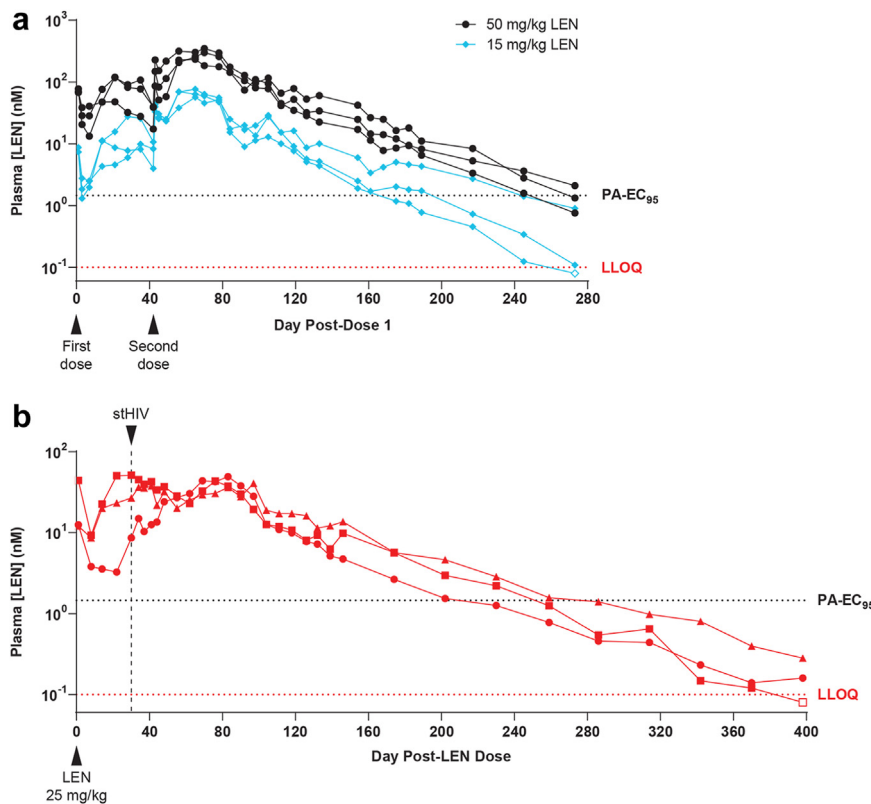 a
50 mg/kg LEN
15 mg/kg LEN
Plasma [LEN] (nM)
10³
10²
10¹
10⁰
10⁻¹
PA-EC₉₅
LLOQ
0 40 80 120 160 200 240 280
Day Post-Dose 1
First dose
Second dose
b
stHIV
Plasma [LEN] (nM)
10²
10¹
10⁰
10⁻¹
PA-EC₉₅
LLOQ
0 40 80 120 160 200 240 280 320 360 400
Day Post-LEN Dose
LEN
25 mg/kg